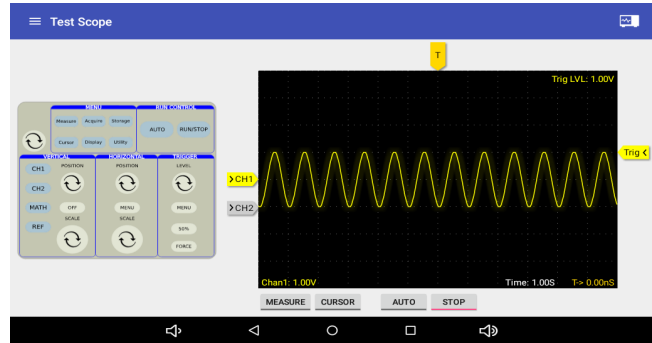 Test Scope
T
Trig LVL: 1.00V
MENU
RUN CONTROL
Measure Acquire Storage
AUTO RUN/STOP
Cursor Display Utility
VERTICAL HORIZONTAL TRIGGER
CH1 POSITION POSITION LEVEL
CH2
MATH OFF MENU MENU
SCALE SCALE
REF 50%
FORCE
Trig
CH1
CH2
Chan1: 1.00V Time: 1.00S T-> 0.00nS
MEASURE CURSOR AUTO STOP